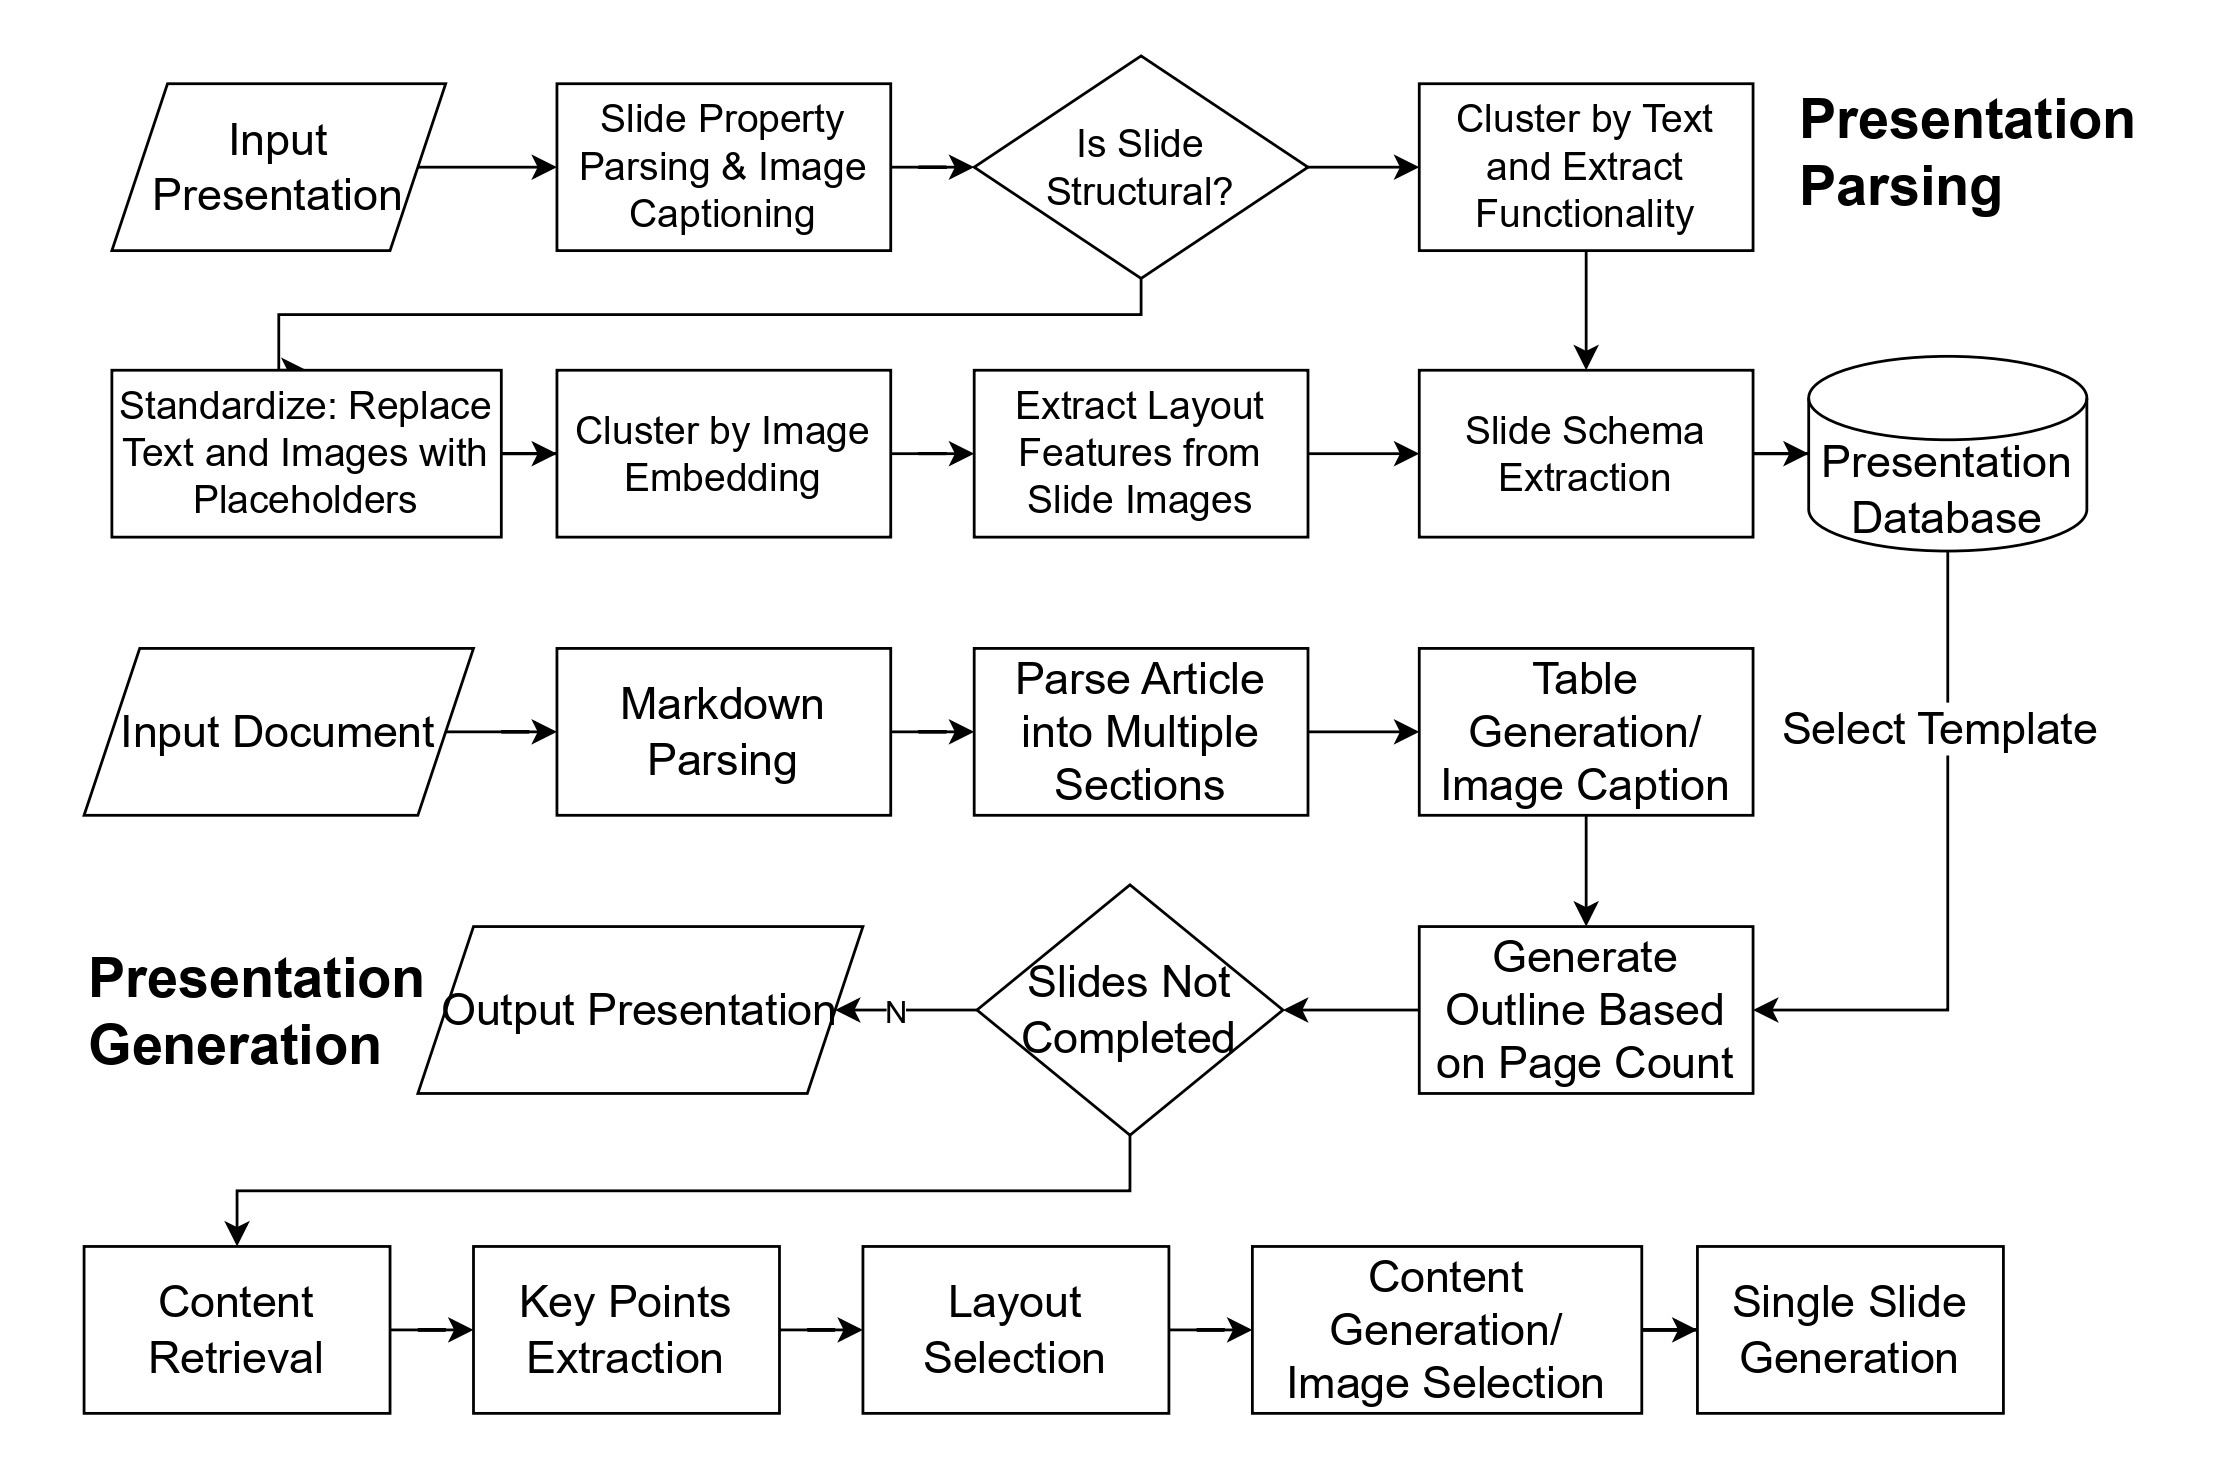 Input
Presentation
Slide Property
Parsing & Image
Captioning
Is Slide
Structural?
Cluster by Text
and Extract
Functionality
Presentation
Parsing
Standardize: Replace
Text and Images with
Placeholders
Cluster by Image
Embedding
Extract Layout
Features from
Slide Images
Slide Schema
Extraction
Presentation
Database
Input Document
Markdown
Parsing
Parse Article
into Multiple
Sections
Table
Generation/
Image Caption
Select Template
Presentation
Generation
Output Presentation
N
Slides Not
Completed
Generate
Outline Based
on Page Count
Content
Retrieval
Key Points
Extraction
Layout
Selection
Content
Generation/
Image Selection
Single Slide
Generation